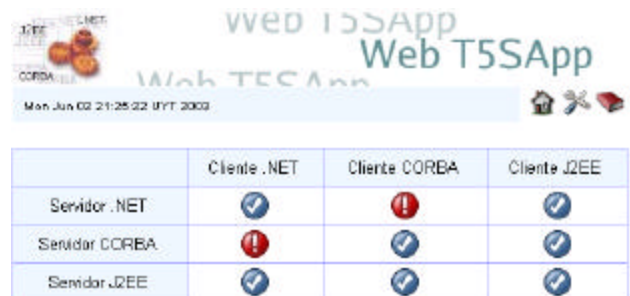 .NET
J2EE
CORBA
Web T5SApp
Web T5SApp
Web T5SApp
Mon Jun 02 21:25:22 UYT 2003
Cliente .NET Cliente CORBA Cliente J2EE
Servidor .NET
Servidor CORBA
Servidor J2EE